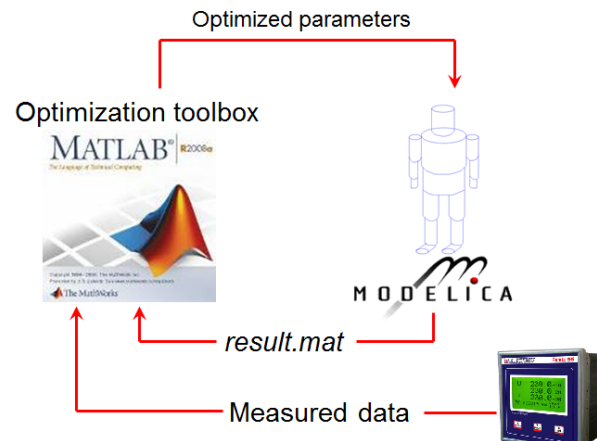 Optimized parameters
Optimization toolbox
MATLAB®
R2008a
The Language of Technical Computing
The MathWorks
MODELICA
result.mat
Measured data